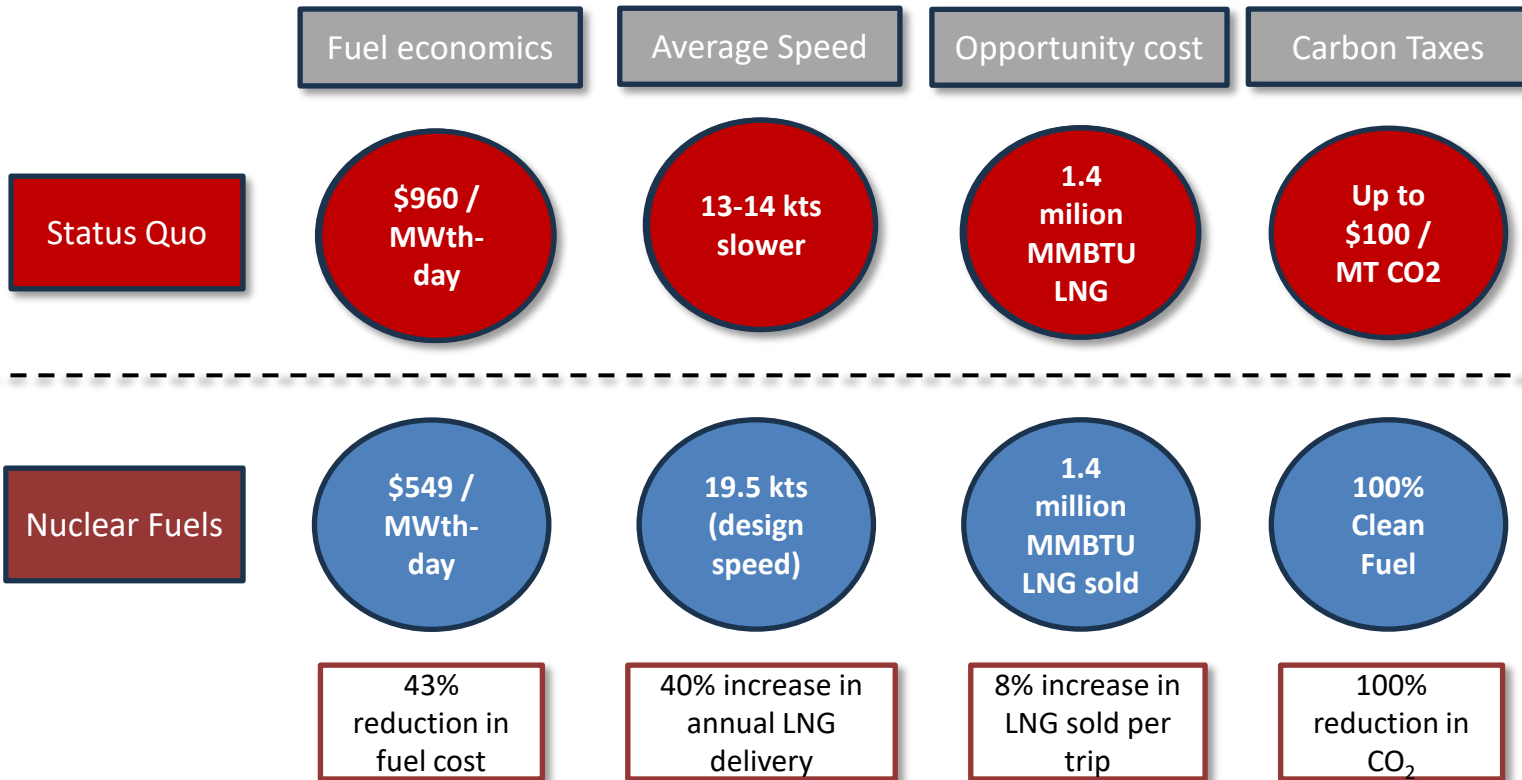 Fuel economics
Average Speed
Opportunity cost
Carbon Taxes
Status Quo
$960 /
MWth-
day
13-14 kts
slower
1.4
milion
MMBTU
LNG
Up to
$100 /
MT CO2
Nuclear Fuels
$549 /
MWth-
day
19.5 kts
(design
speed)
1.4
million
MMBTU
LNG sold
100%
Clean
Fuel
43%
reduction in
fuel cost
40% increase in
annual LNG
delivery
8% increase in
LNG sold per
trip
100%
reduction in
CO₂